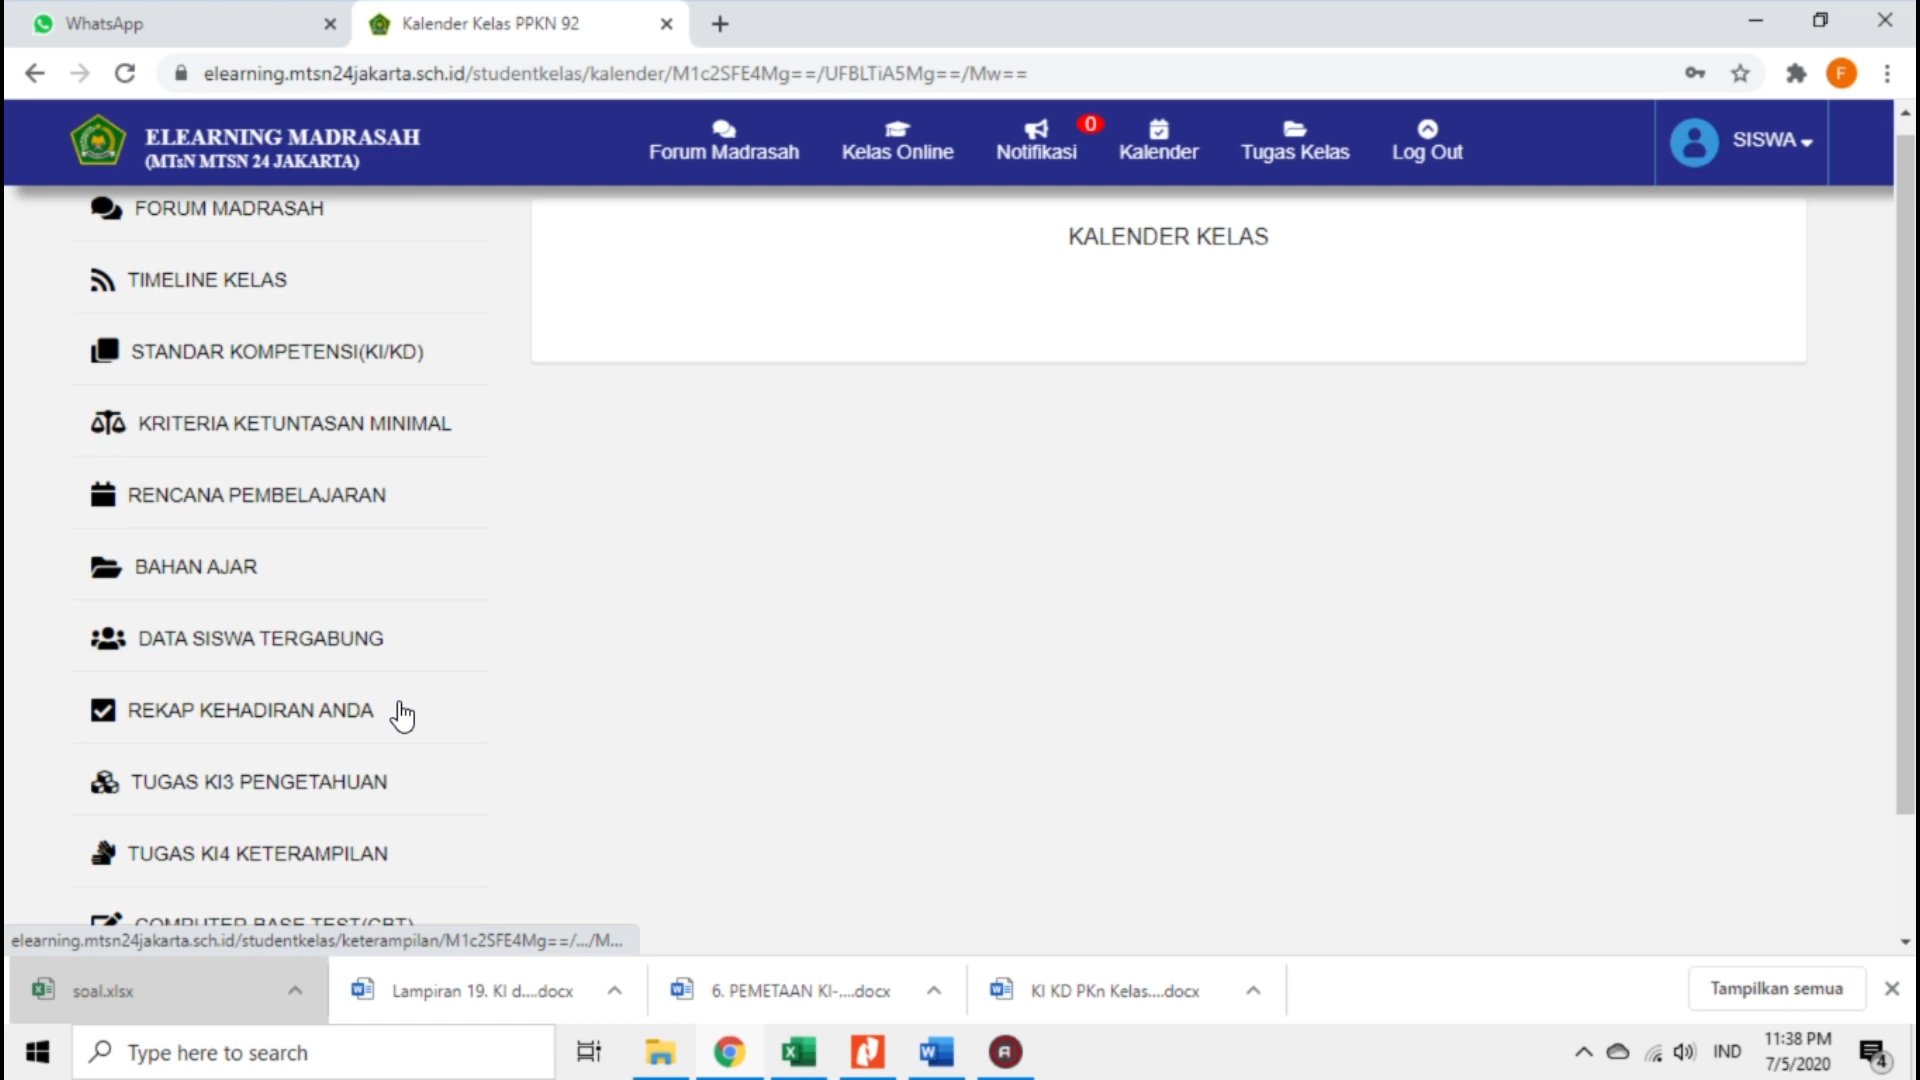 WhatsApp
Kalender Kelas PPKN 92
elearning.mtsn24jakarta.sch.id/studentkelas/kalender/M1c2SFE4Mg==/UFBLTiA5Mg==/Mw==
F
ELEARNING MADRASAH
(MTsN MTSN 24 JAKARTA)
Forum Madrasah
Kelas Online
Notifikasi
0
Kalender
Tugas Kelas
Log Out
SISWA
FORUM MADRASAH
TIMELINE KELAS
STANDAR KOMPETENSI(KI/KD)
KRITERIA KETUNTASAN MINIMAL
RENCANA PEMBELAJARAN
BAHAN AJAR
DATA SISWA TERGABUNG
REKAP KEHADIRAN ANDA
TUGAS KI3 PENGETAHUAN
TUGAS KI4 KETERAMPILAN
COMPUTER BASE TEST(CBT)
KALENDER KELAS
elearning.mtsn24jakarta.sch.id/studentkelas/keterampilan/M1c2SFE4Mg==/.../M...
soal.xlsx
Lampiran 19. KI d....docx
6. PEMETAAN KI-....docx
KI KD PKn Kelas....docx
Tampilkan semua
Type here to search
IND
11:38 PM
7/5/2020
4